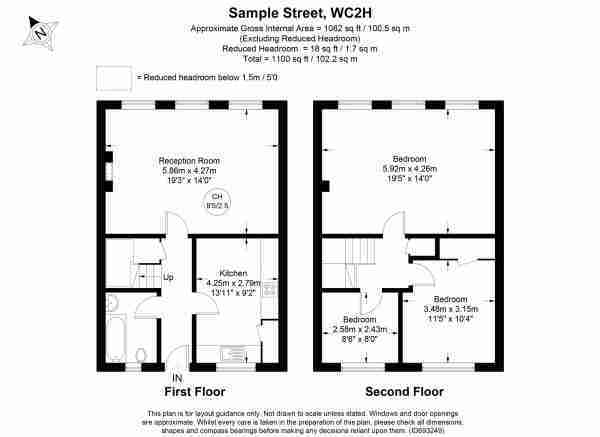 Sample Street, WC2H
Approximate Gross Internal Area = 1082 sq ft / 100.5 sq m
(Excluding Reduced Headroom)
Reduced Headroom = 18 sq ft / 1.7 sq m
Total = 1100 sq ft / 102.2 sq m
N
= Reduced headroom below 1.5m / 5'0
Reception Room
5.86m x 4.27m
19'3" x 14'0"
CH
8'5/2.5
Up
Kitchen
4.25m x 2.79m
13'11" x 9'2"
IN
First Floor
Bedroom
5.92m x 4.26m
19'5" x 14'0"
Bedroom
3.48m x 3.15m
11'5" x 10'4"
Bedroom
2.58m x 2.43m
8'6" x 8'0"
Second Floor
This plan is for layout guidance only. Not drawn to scale unless stated. Windows and door openings
are approximate. Whilst every care is taken in the preparation of this plan, please check all dimensions,
shapes and compass bearings before making any decisions reliant upon them. (ID693249)